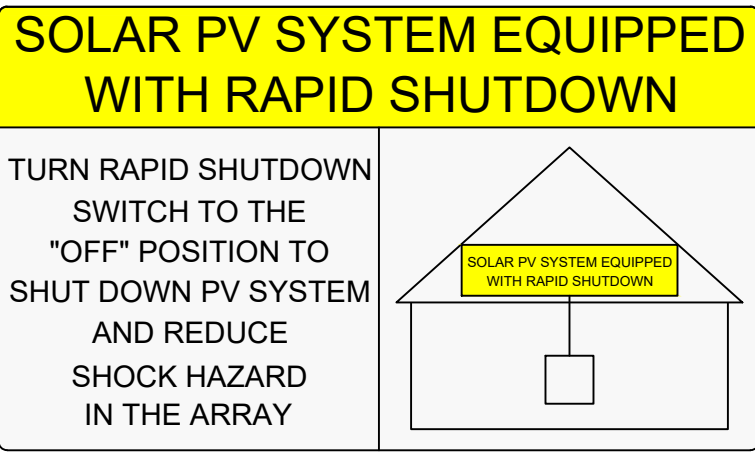 SOLAR PV SYSTEM EQUIPPED
WITH RAPID SHUTDOWN
TURN RAPID SHUTDOWN
SWITCH TO THE
"OFF" POSITION TO
SHUT DOWN PV SYSTEM
AND REDUCE
SHOCK HAZARD
IN THE ARRAY
SOLAR PV SYSTEM EQUIPPED
WITH RAPID SHUTDOWN